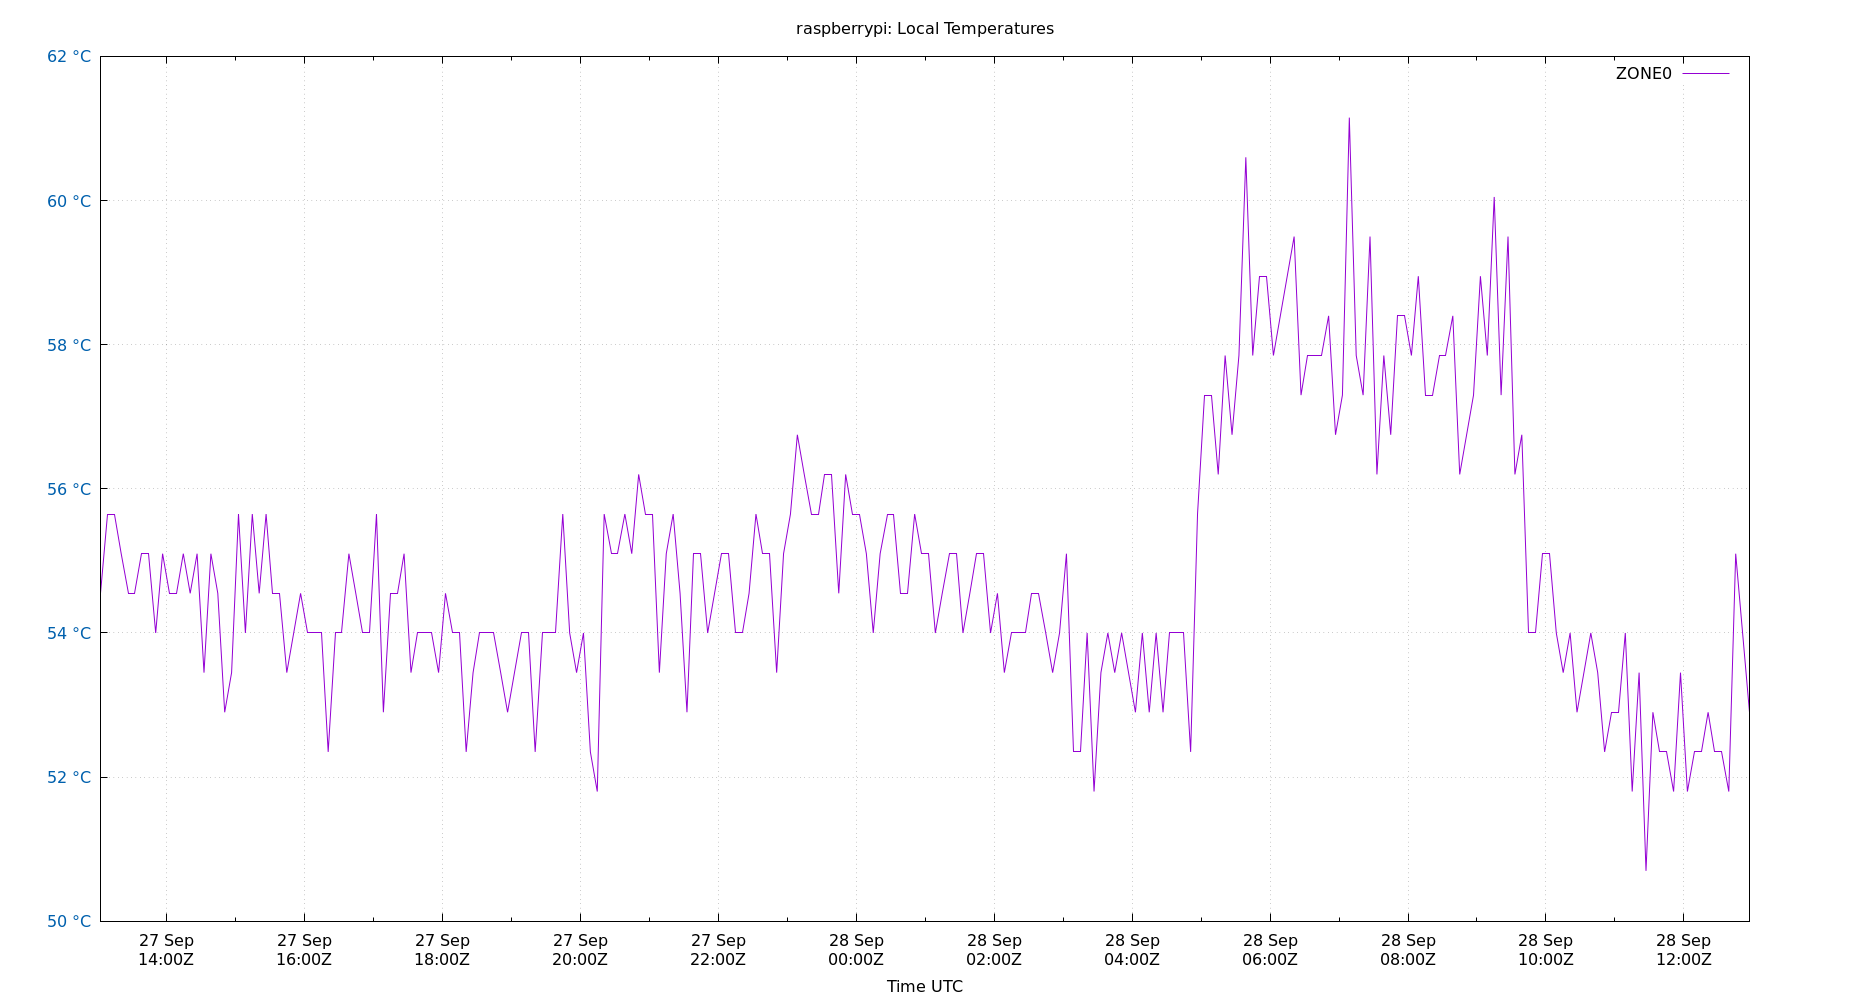 raspberrypi: Local Temperatures
62 °C
ZONE0
60 °C
58 °C
56 °C
54 °C
52 °C
50 °C
27 Sep 27 Sep 27 Sep 27 Sep 27 Sep 28 Sep 28 Sep 28 Sep 28 Sep 28 Sep 28 Sep 28 Sep
14:00Z 16:00Z 18:00Z 20:00Z 22:00Z 00:00Z 02:00Z 04:00Z 06:00Z 08:00Z 10:00Z 12:00Z
Time UTC